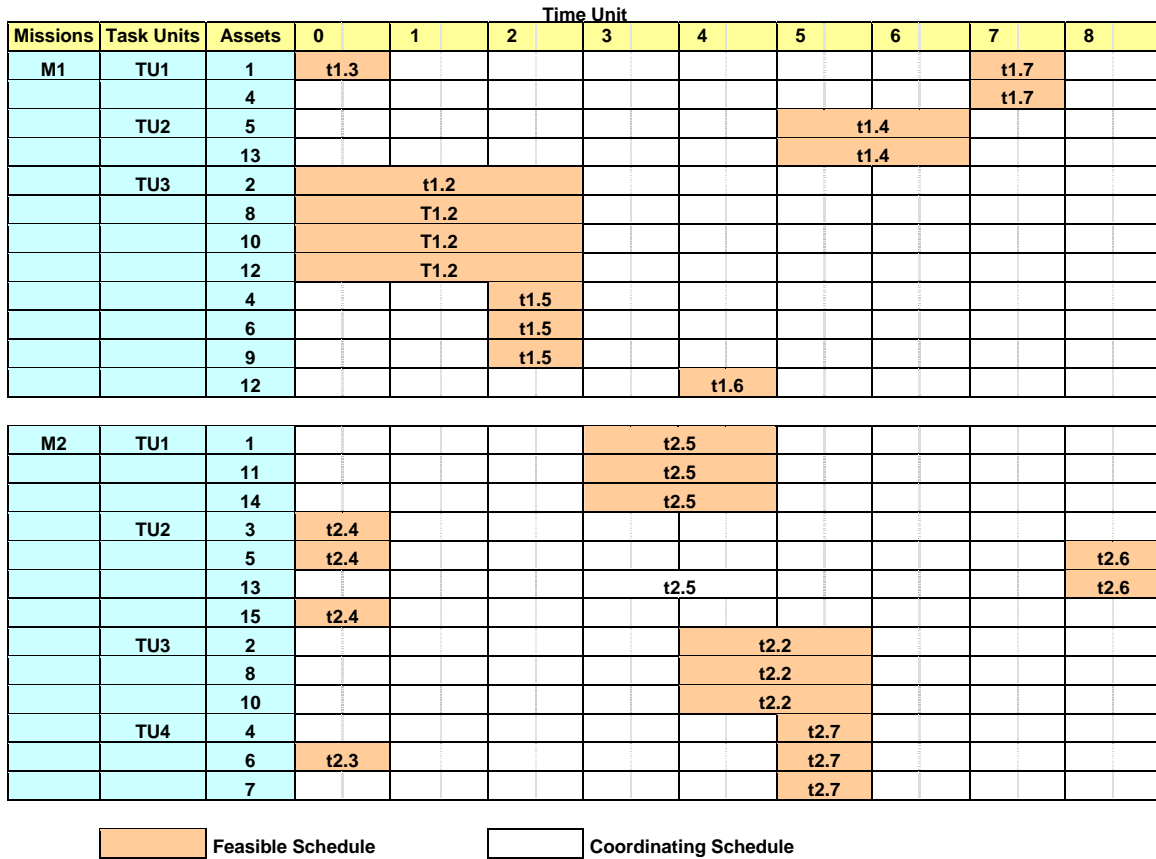 Time Unit
Missions Task Units Assets 0 1 2 3 4 5 6 7 8
M1 TU1 1 t1.3 t1.7
4 t1.7
TU2 5 t1.4
13 t1.4
TU3 2 t1.2
8 T1.2
10 T1.2
12 T1.2
4 t1.5
6 t1.5
9 t1.5
12 t1.6
M2 TU1 1 t2.5
11 t2.5
14 t2.5
TU2 3 t2.4
5 t2.4 t2.6
13 t2.5 t2.6
15 t2.4
TU3 2 t2.2
8 t2.2
10 t2.2
TU4 4 t2.7
6 t2.3 t2.7
7 t2.7
Feasible Schedule Coordinating Schedule